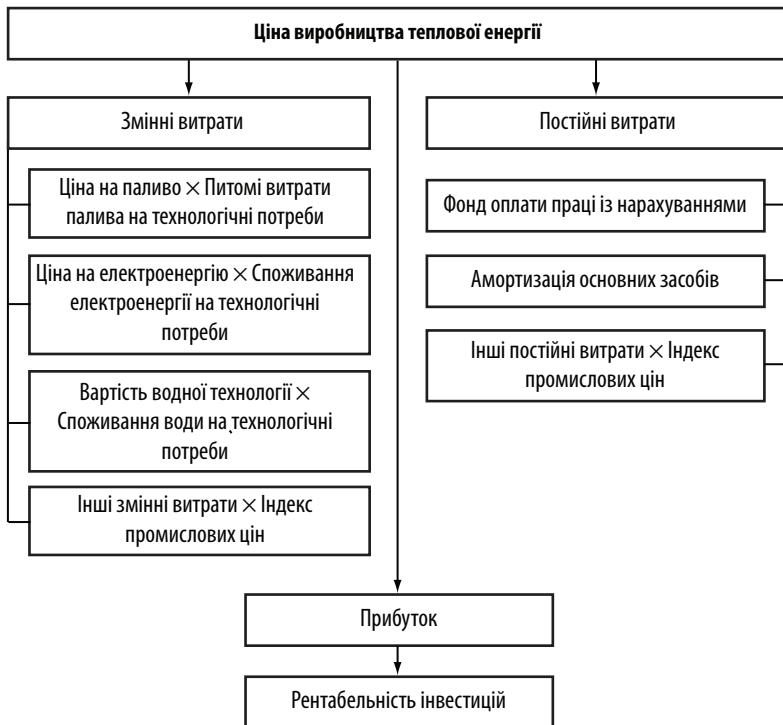 Ціна виробництва теплової енергії
Змінні витрати
Ціна на паливо × Питомі витрати
палива на технологічні потреби
Ціна на електроенергію × Споживання
електроенергії на технологічні
потреби
Вартість водної технології ×
Споживання води на технологічні
потреби
Інші змінні витрати × Індекс
промислових цін
Постійні витрати
Фонд оплати праці із нарахуваннями
Амортизація основних засобів
Інші постійні витрати × Індекс
промислових цін
Прибуток
Рентабельність інвестицій